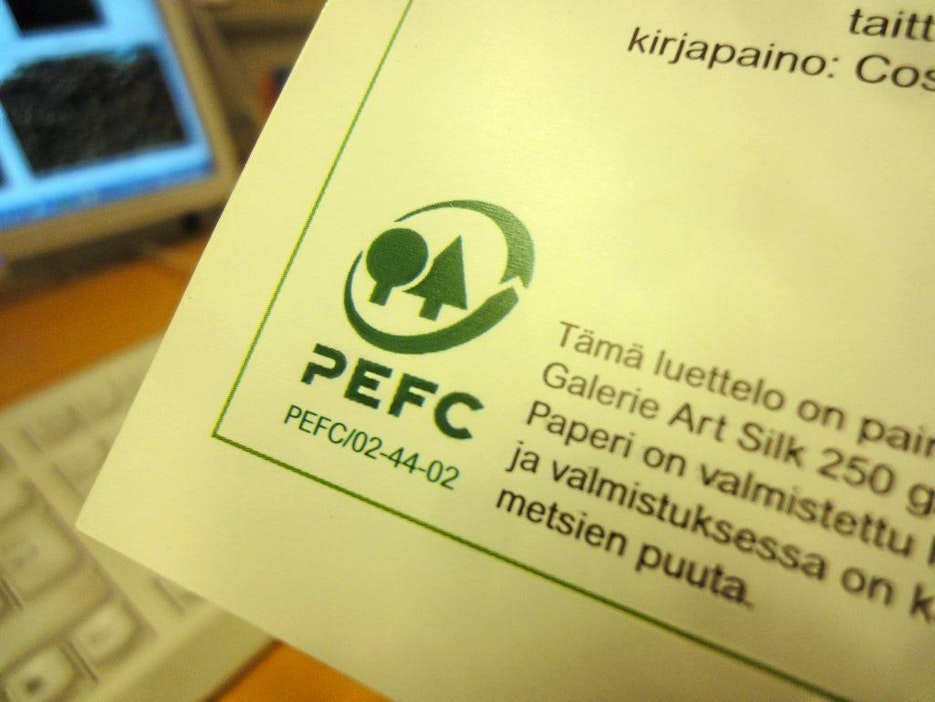 taitt
kirjapaino: Cos
PEFC
PEFC/02-44-02
Tämä luettelo on pain
Galerie Art Silk 250 g
Paperi on valmistettu
ja valmistuksessa on k
metsien puuta.